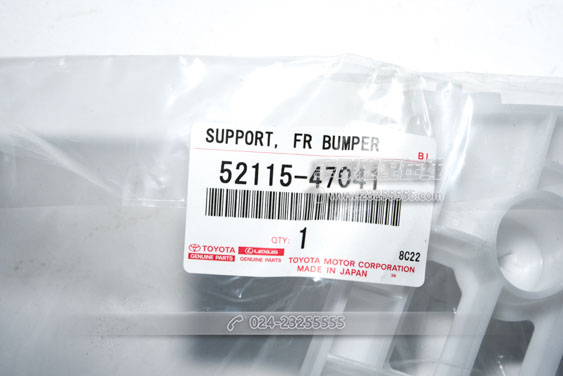 SUPPORT, FR BUMPER
BI
52115-47041
QTY: 1
8C22
TOYOTA
GENUINE PARTS
LEXUS
GENUINE PARTS
TOYOTA MOTOR CORPORATION
MADE IN JAPAN
024-23255555